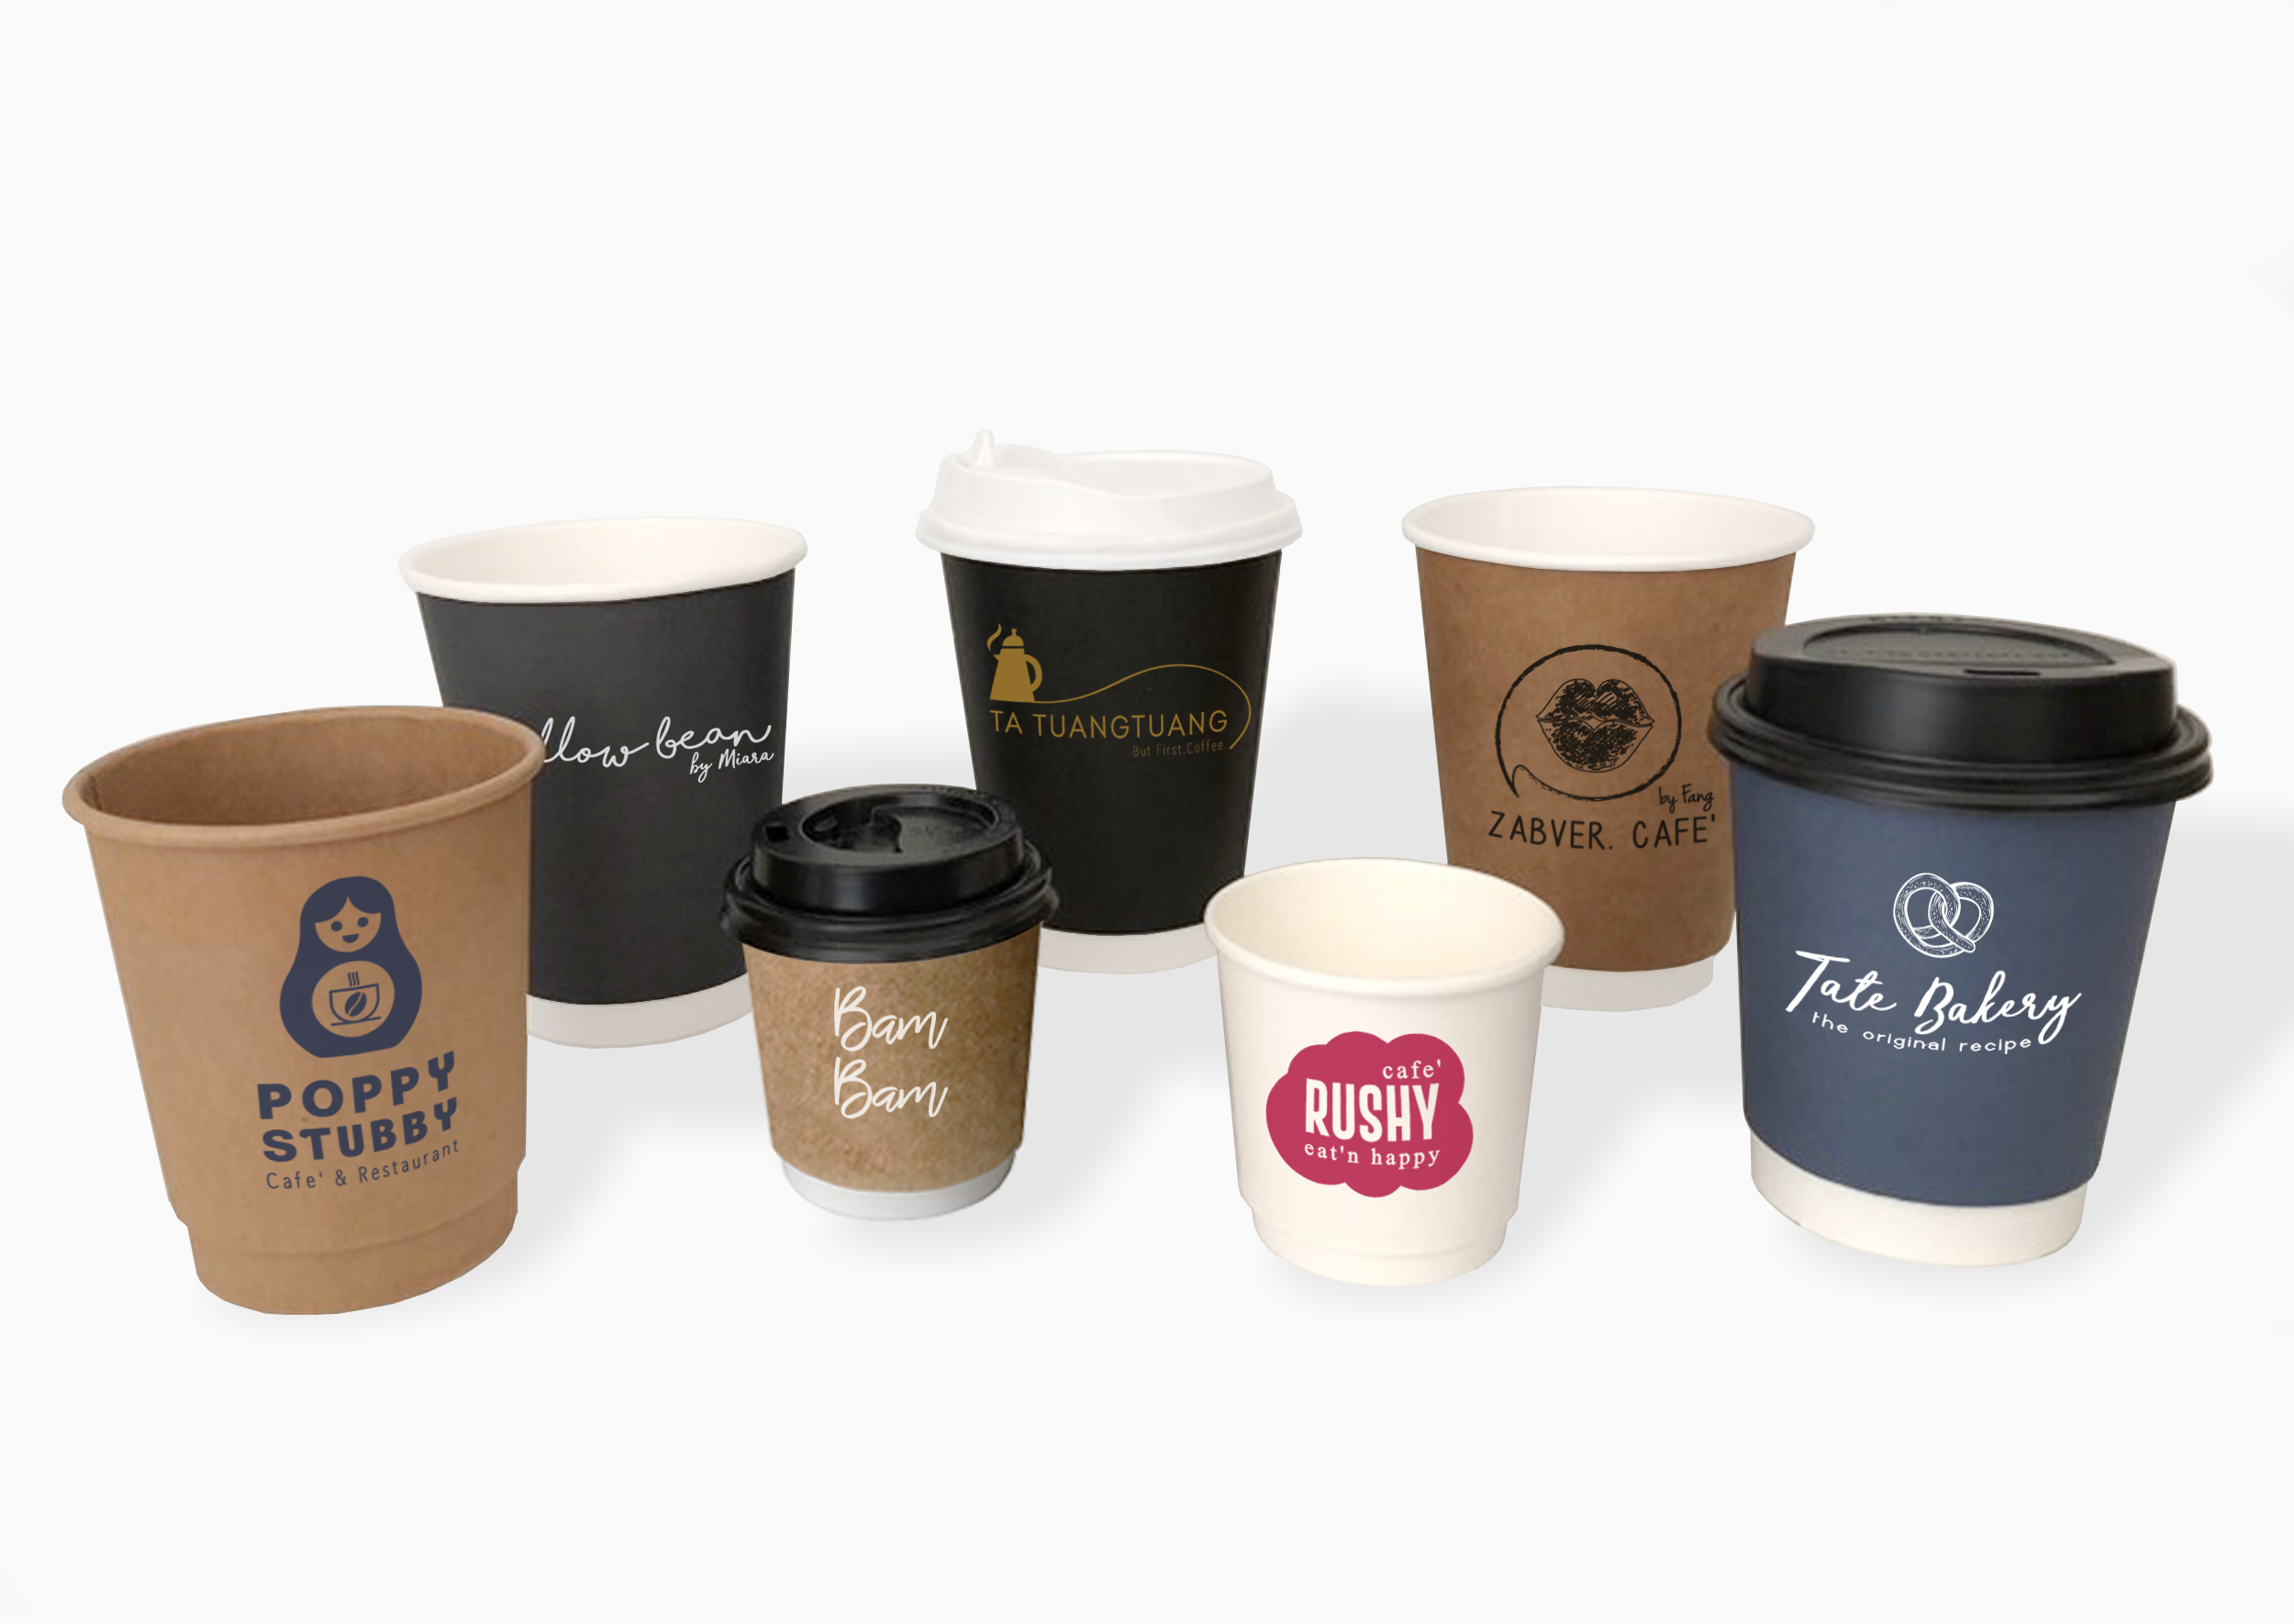 POPPY
STUBBY
Cafe' & Restaurant
bean
by Miara
Bam
Bam
TA TUANGTUANG
But First.Coffee
cafe'
RUSHY
eat'n happy
by Fang
ZABVER. CAFE'
Tate Bakery
the original recipe